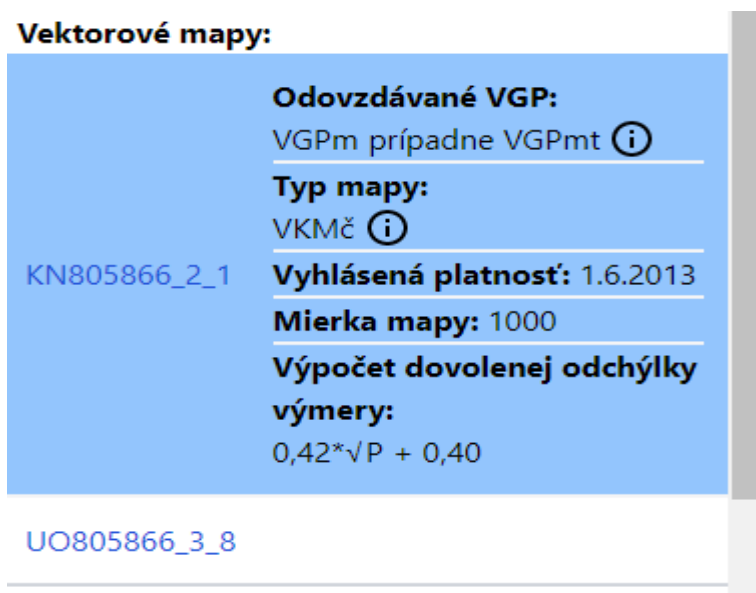 Vektorové mapy:
Odovzdávané VGP:
VGPm prípadne VGPmt
Typ mapy:
VKMč
KN805866_2_1
Vyhlásená platnosť: 1.6.2013
Mierka mapy: 1000
Výpočet dovolenej odchýlky
výmery:
0,42*√P + 0,40
UO805866_3_8